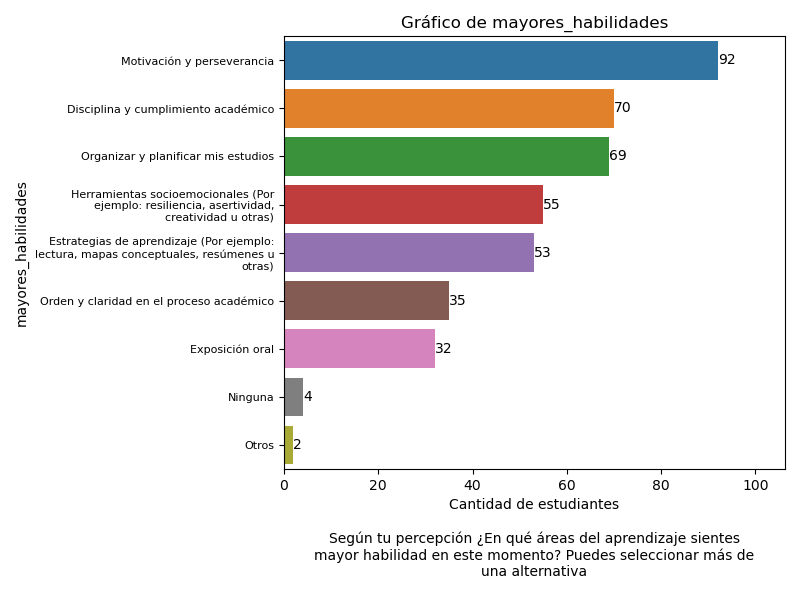 Gráfico de mayores_habilidades
mayores_habilidades
Motivación y perseverancia
92
Disciplina y cumplimiento académico
70
Organizar y planificar mis estudios
69
Herramientas socioemocionales (Por
ejemplo: resiliencia, asertividad,
creatividad u otras)
55
Estrategias de aprendizaje (Por ejemplo:
lectura, mapas conceptuales, resúmenes u
otras)
53
Orden y claridad en el proceso académico
35
Exposición oral
32
Ninguna
4
Otros
2
0 20 40 60 80 100
Cantidad de estudiantes
Según tu percepción ¿En qué áreas del aprendizaje sientes
mayor habilidad en este momento? Puedes seleccionar más de
una alternativa